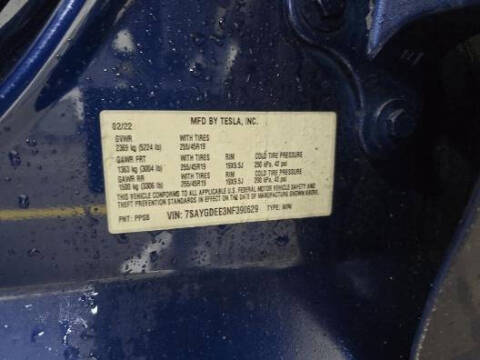 02/22 MFD BY TESLA, INC.
GVWR WITH TIRES
2369 kg (5224 lb) 255/45R19
GAWR FRT WITH TIRES RIM COLD TIRE PRESSURE
1363 kg (3004 lb) 255/45R19 19X9.5J 290 kPa, 42 psi
GAWR RR WITH TIRES RIM COLD TIRE PRESSURE
1500 kg (3306 lb) 255/45R19 19X9.5J 290 kPa, 42 psi
THIS VEHICLE CONFORMS TO ALL APPLICABLE U.S. FEDERAL MOTOR VEHICLE SAFETY AND
THEFT PREVENTION STANDARDS IN EFFECT ON THE DATE OF MANUFACTURE SHOWN ABOVE.
PNT: PPSB VIN: 7SAYGDEE3NF390629 TYPE: MPV